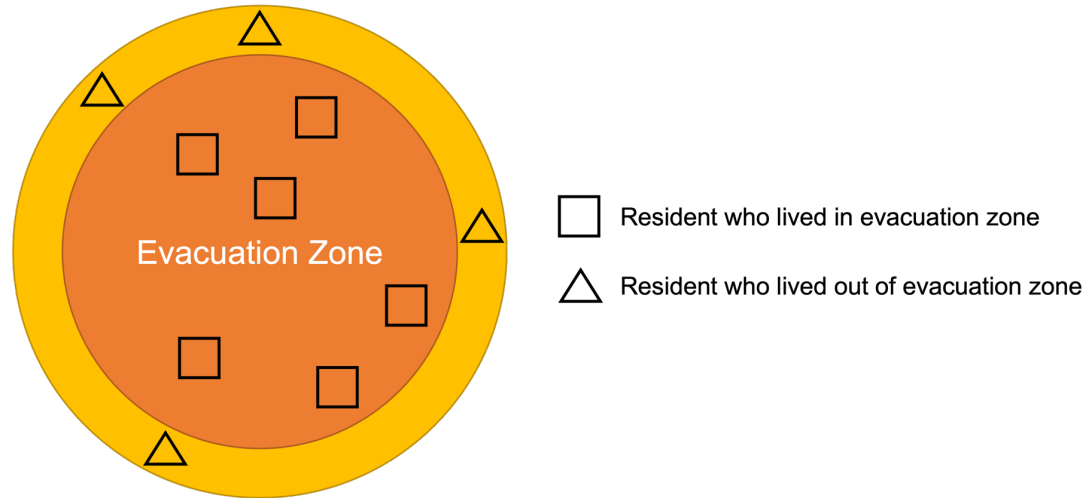 Evacuation Zone
Resident who lived in evacuation zone
Resident who lived out of evacuation zone